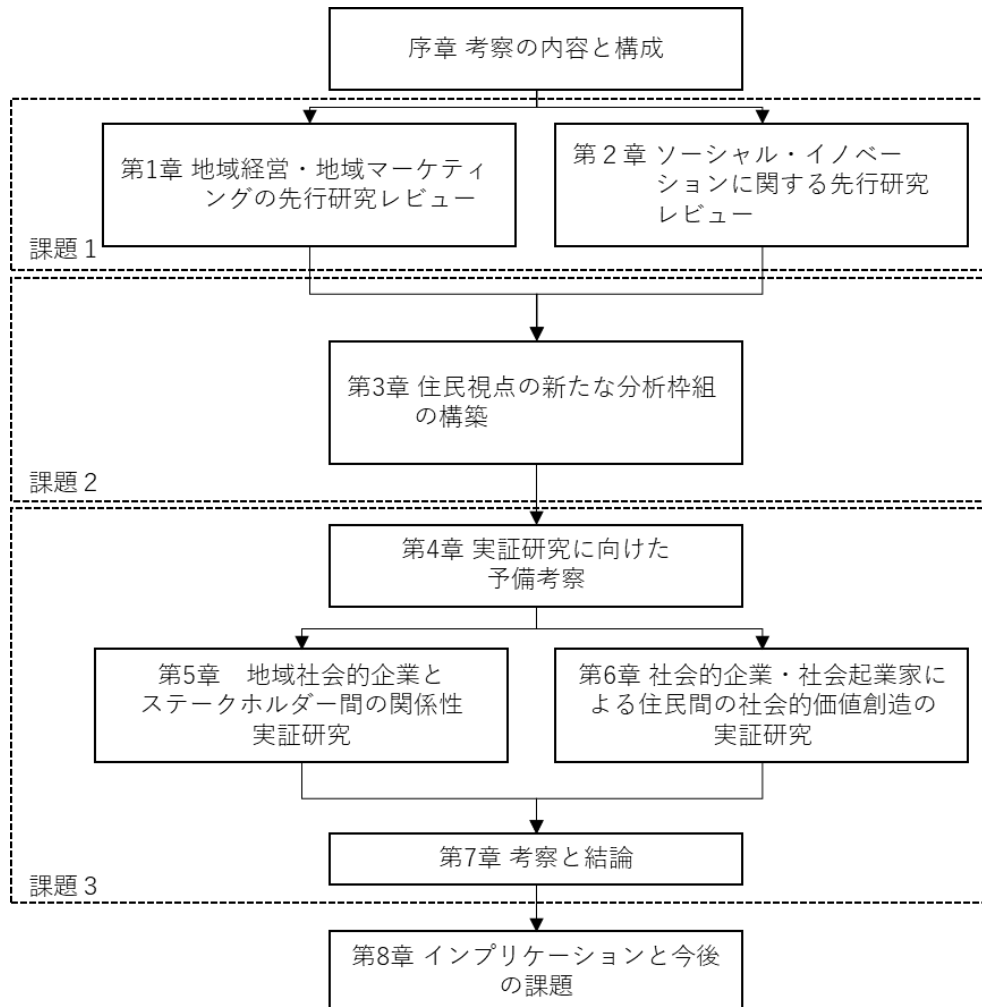 序章 考察の内容と構成
第1章 地域経営・地域マーケティ
ングの先行研究レビュー
第２章 ソーシャル・イノベー
ションに関する先行研究
レビュー
課題１
第3章 住民視点の新たな分析枠組
の構築
課題２
第4章 実証研究に向けた
予備考察
第5章　地域社会的企業と
ステークホルダー間の関係性
実証研究
第6章 社会的企業・社会起業家に
よる住民間の社会的価値創造の
実証研究
第7章 考察と結論
課題３
第8章 インプリケーションと今後
の課題